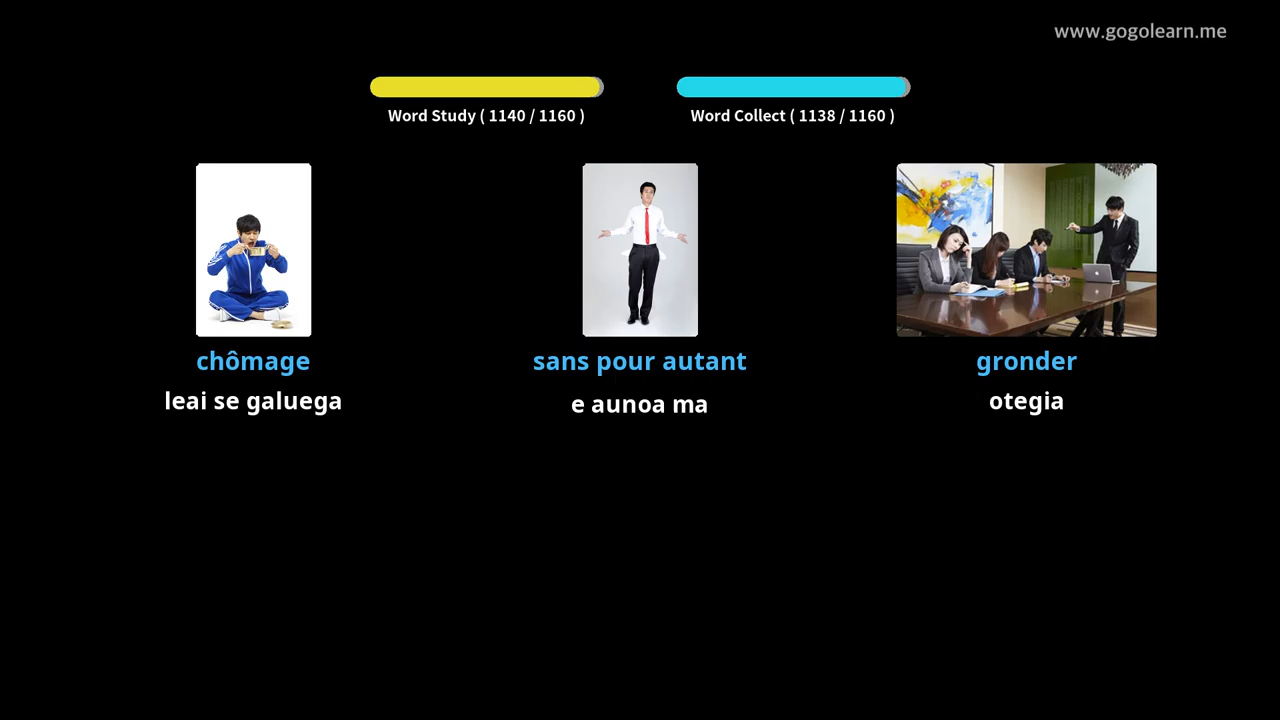 www.gogolearn.me
Word Study ( 1140 / 1160 )
Word Collect ( 1138 / 1160 )
chômage
sans pour autant
gronder
leai se galuega
e aunoa ma
otegia